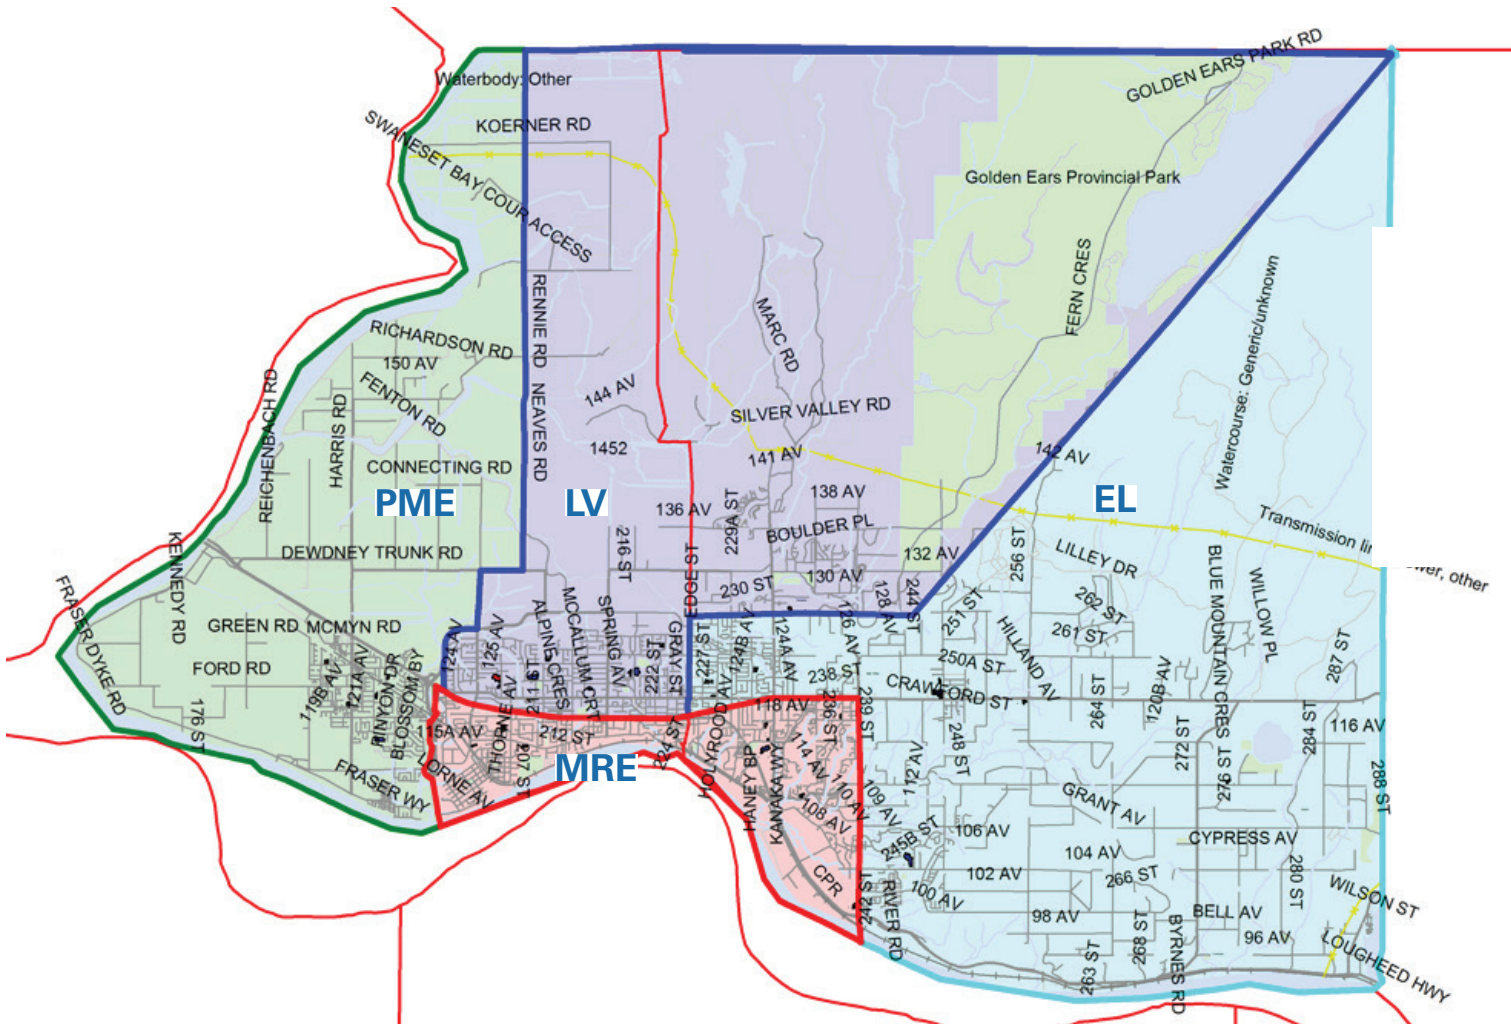 GOLDEN EARS PARK RD
Waterbody: Other
KOERNER RD
SWANESET BAY COUR ACCESS
Golden Ears Provincial Park
FERN CRES
RENNIE RD
MARC RD
Watercourse: Generic/unknown
RICHARDSON RD
150 AV
FENTON RD
144 AV
NEAVES RD
SILVER VALLEY RD
REICHENBACH RD
HARRIS RD
CONNECTING RD
1452
141 AV
142 AV
PME
LV
EL
136 AV
229A ST
138 AV
BOULDER PL
Transmission lin
wer, other
KENNEDY RD
DEWDNEY TRUNK RD
216 ST
EDGE ST
132 AV
256 ST
LILLEY DR
BLUE MOUNTAIN CRES
WILLOW PL
FRASER DYKE RD
230 ST
130 AV
128 AV
244 ST
251 ST
262 ST
261 ST
GREEN RD
MCMYN RD
124 AV
125 AV
ALPINE CRES
MCCALLUM CRT
SPRING AV
222 ST
GRAY ST
227 ST
124B AV
124A AV
126 AV
HILLAND AV
287 ST
FORD RD
119B AV
121A AV
PINYON DR
BLOSSOM BY
211 ST
238 ST
250A ST
CRAWFORD ST
264 ST
120B AV
176 ST
115A AV
THORNE AV
212 ST
224 ST
HOLYROOD AV
118 AV
236 ST
239 ST
248 ST
272 ST
276 ST
284 ST
116 AV
FRASER WY
LORNE AV
207 ST
MRE
HANEY BP
KANAKA WY
114 AV
110 AV
108 AV
109 AV
112 AV
GRANT AV
288 ST
245B ST
106 AV
CYPRESS AV
104 AV
102 AV
266 ST
280 ST
CPR
242 ST
RIVER RD
100 AV
98 AV
268 ST
BELL AV
WILSON ST
96 AV
263 ST
BYRNES RD
LOUGHEED HWY